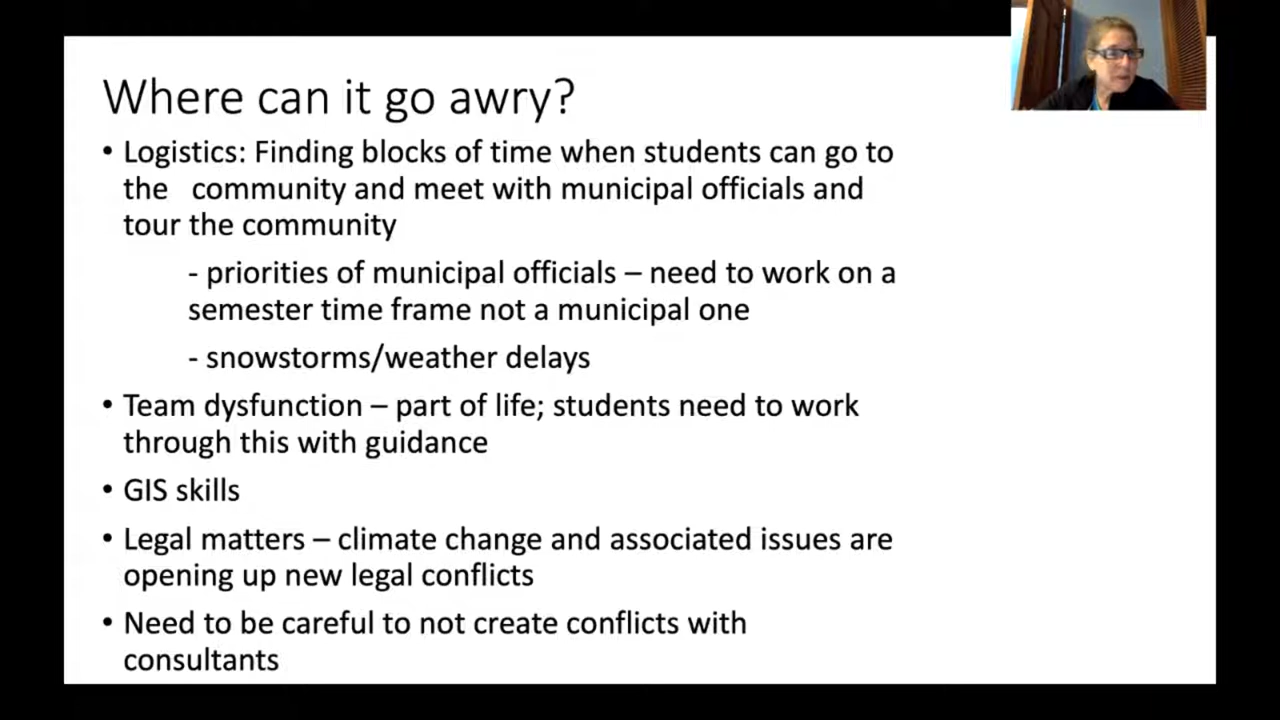 Where can it go awry?
• Logistics: Finding blocks of time when students can go to
the   community and meet with municipal officials and
tour the community
- priorities of municipal officials – need to work on a
semester time frame not a municipal one
- snowstorms/weather delays
• Team dysfunction – part of life; students need to work
through this with guidance
• GIS skills
• Legal matters – climate change and associated issues are
opening up new legal conflicts
• Need to be careful to not create conflicts with
consultants